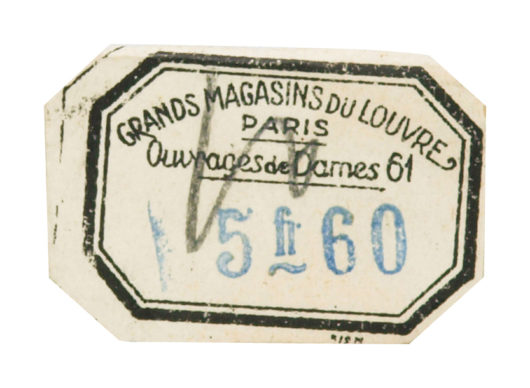 GRANDS MAGASINS DU LOUVRE
PARIS
Ouvrages de Dames 61
5 fr 60